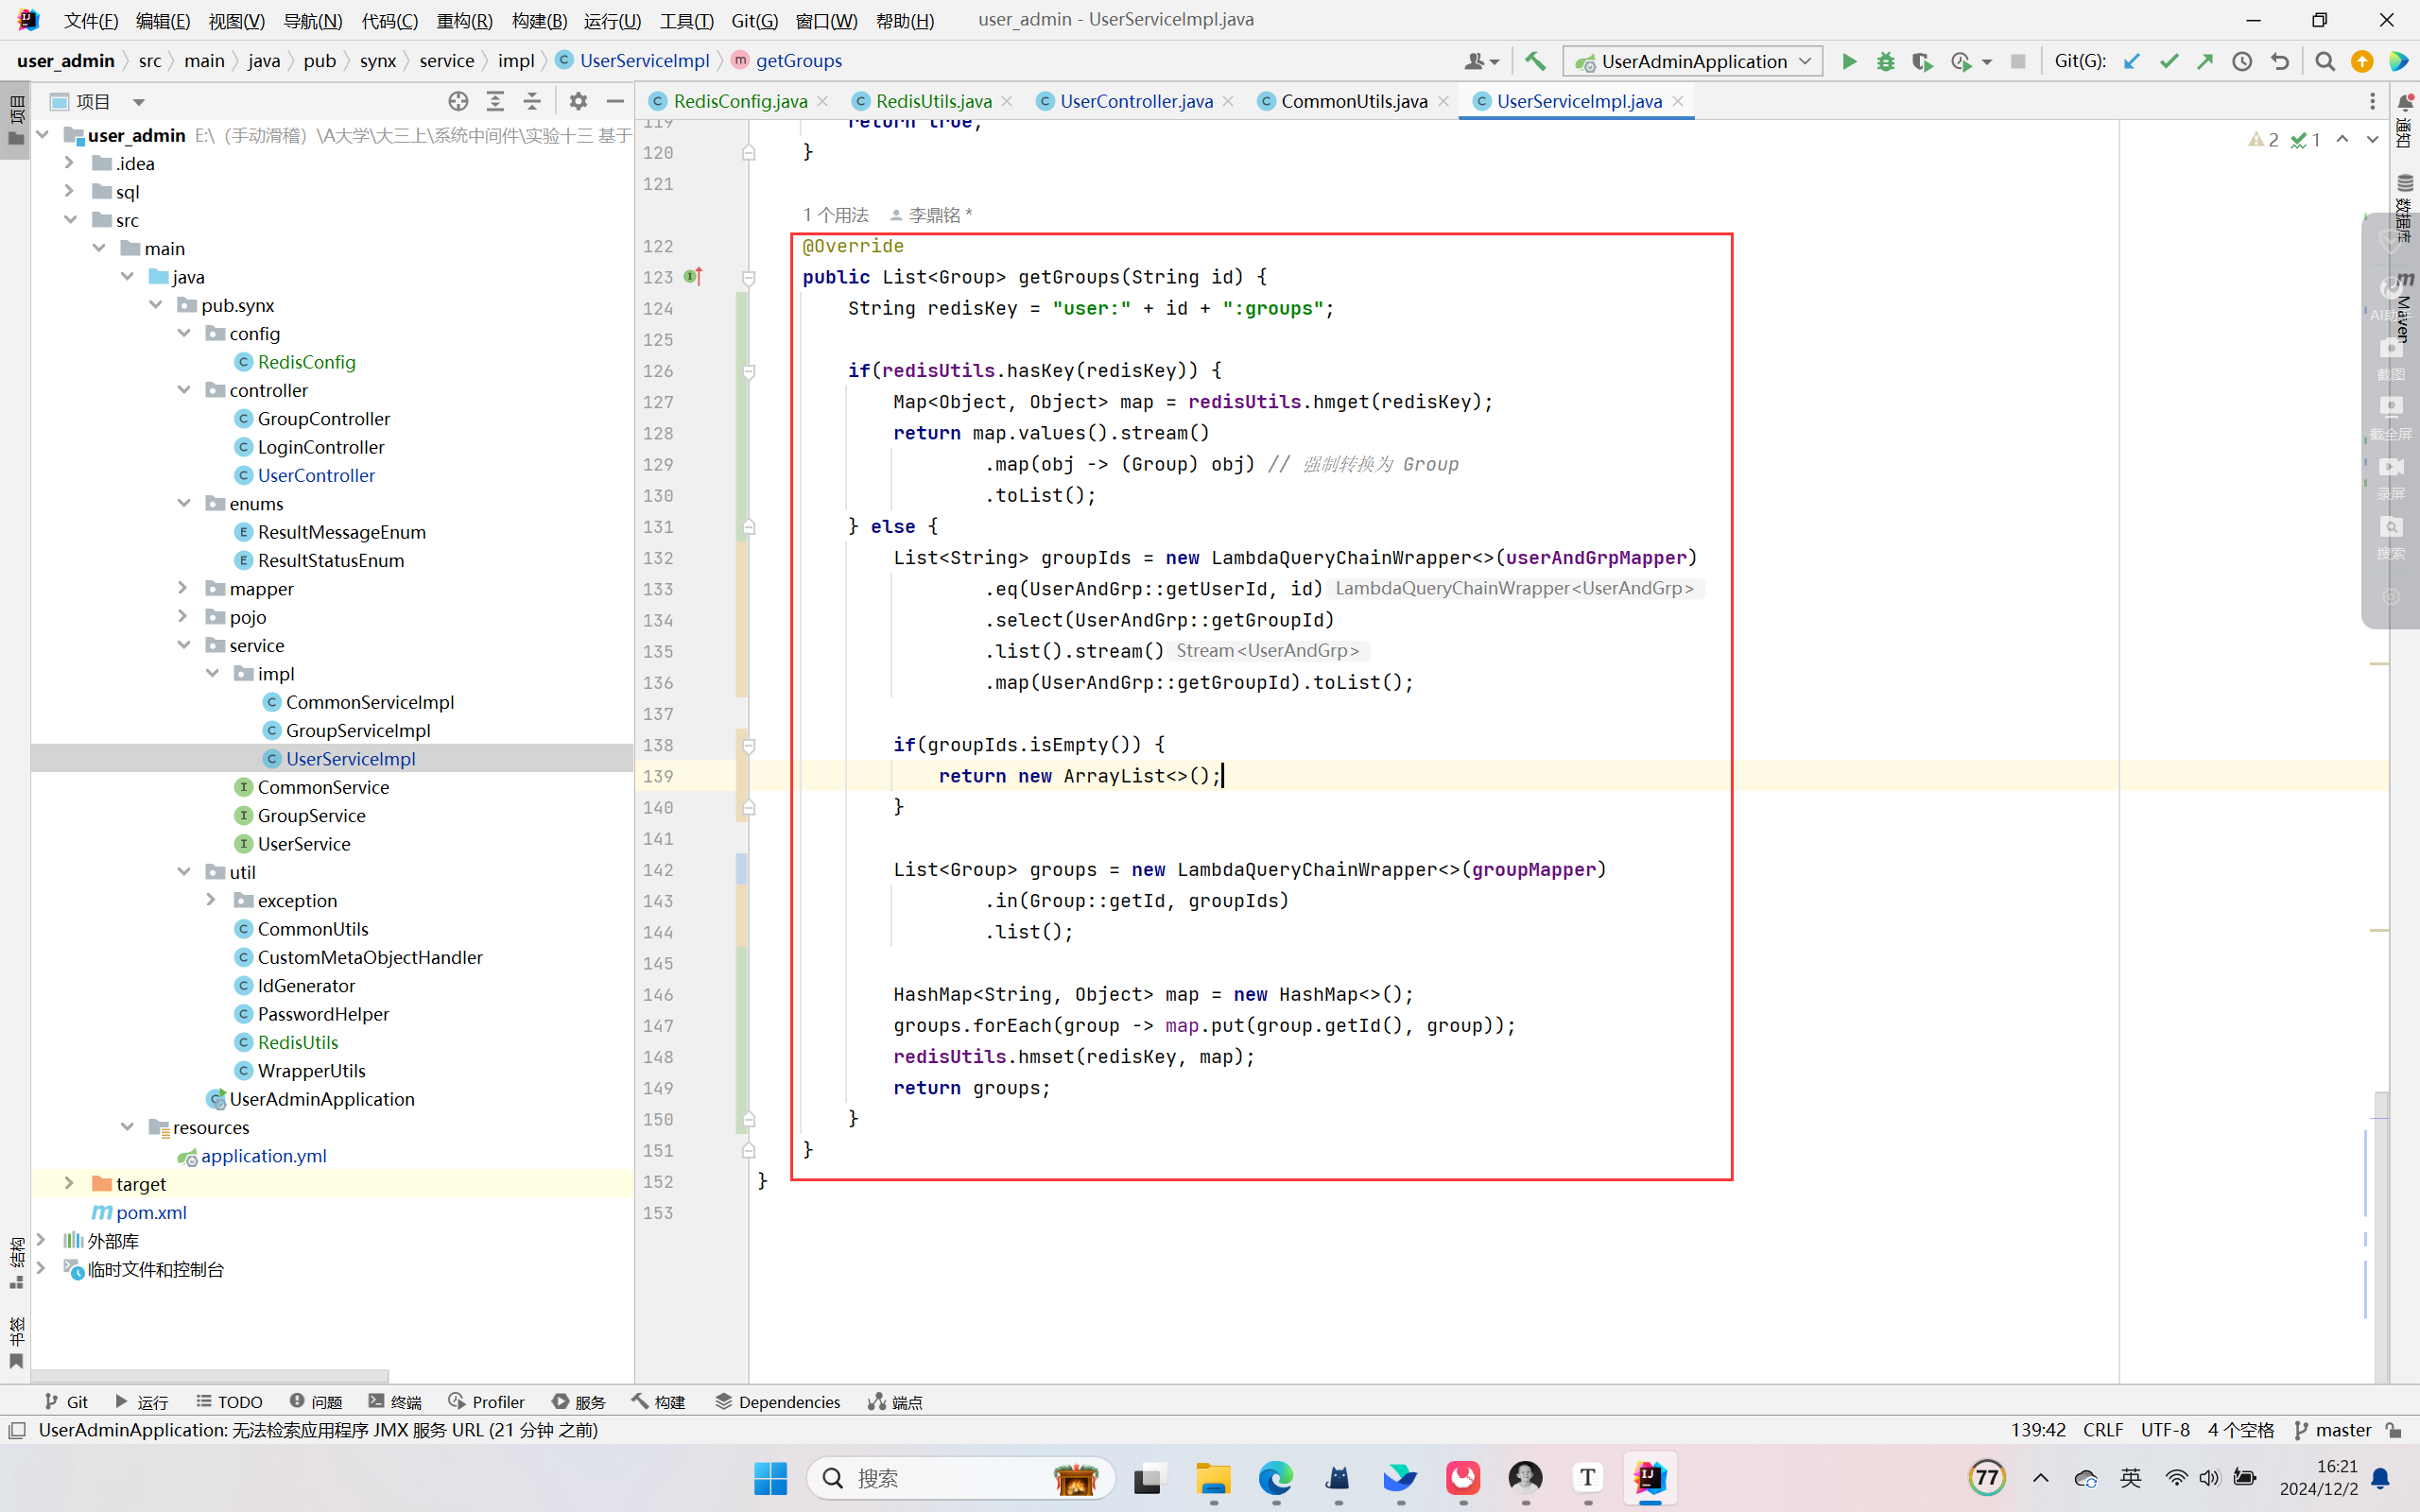 文件(F) 编辑(E) 视图(V) 导航(N) 代码(C) 重构(R) 构建(B) 运行(U) 工具(T) Git(G) 窗口(W) 帮助(H) user_admin - UserServiceImpl.java
user_admin src main java pub synx service impl UserServiceImpl getGroups UserAdminApplication Git(G):
项目
RedisConfig.java RedisUtils.java UserController.java CommonUtils.java UserServiceImpl.java
项目
通知
数据库
Maven
AI助手
截图
截全屏
录屏
搜索
结构
书签
user_admin E:\（手动滑稽）\A大学\大三上\系统中间件\实验十三 基于
.idea
sql
src
main
java
pub.synx
config
RedisConfig
controller
GroupController
LoginController
UserController
enums
ResultMessageEnum
ResultStatusEnum
mapper
pojo
service
impl
CommonServiceImpl
GroupServiceImpl
UserServiceImpl
CommonService
GroupService
UserService
util
exception
CommonUtils
CustomMetaObjectHandler
IdGenerator
PasswordHelper
RedisUtils
WrapperUtils
UserAdminApplication
resources
application.yml
target
pom.xml
外部库
临时文件和控制台
2 1
119 return true;
120 }
121
1 个用法 李鼎铭 *
122 @Override
123 public List<Group> getGroups(String id) {
124 String redisKey = "user:" + id + ":groups";
125
126 if(redisUtils.hasKey(redisKey)) {
127 Map<Object, Object> map = redisUtils.hmget(redisKey);
128 return map.values().stream()
129 .map(obj -> (Group) obj) // 强制转换为 Group
130 .toList();
131 } else {
132 List<String> groupIds = new LambdaQueryChainWrapper<>(userAndGrpMapper)
133 .eq(UserAndGrp::getUserId, id) LambdaQueryChainWrapper<UserAndGrp>
134 .select(UserAndGrp::getGroupId)
135 .list().stream() Stream<UserAndGrp>
136 .map(UserAndGrp::getGroupId).toList();
137
138 if(groupIds.isEmpty()) {
139 return new ArrayList<>();
140 }
141
142 List<Group> groups = new LambdaQueryChainWrapper<>(groupMapper)
143 .in(Group::getId, groupIds)
144 .list();
145
146 HashMap<String, Object> map = new HashMap<>();
147 groups.forEach(group -> map.put(group.getId(), group));
148 redisUtils.hmset(redisKey, map);
149 return groups;
150 }
151 }
152 }
153
Git 运行 TODO 问题 终端 Profiler 服务 构建 Dependencies 端点
UserAdminApplication: 无法检索应用程序 JMX 服务 URL (21 分钟 之前) 139:42 CRLF UTF-8 4 个空格 master
搜索
77 英 16:21
2024/12/2